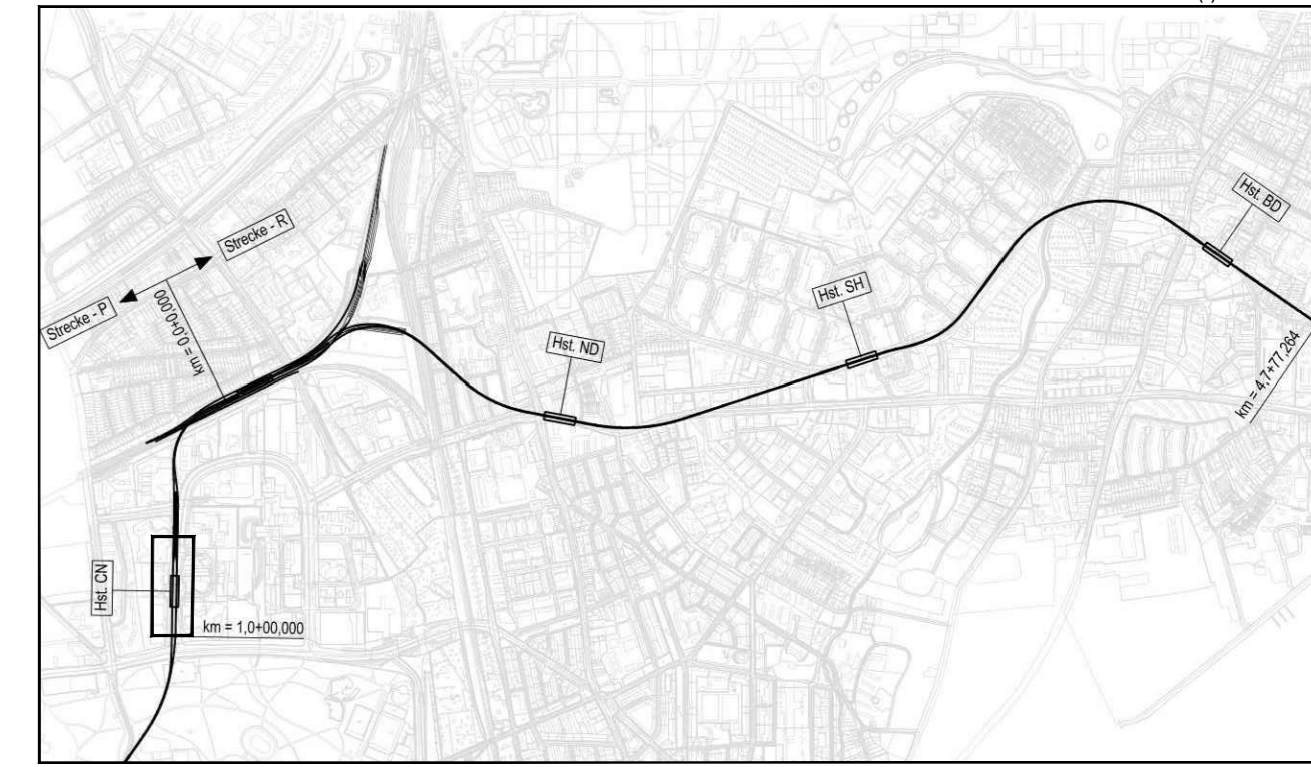 Strecke - R
Strecke - P
km = 0,0+0,000
Hst. BD
Hst. SH
Hst. ND
km = 4,7+77,264
Hst. CN
km = 1,0+00,000